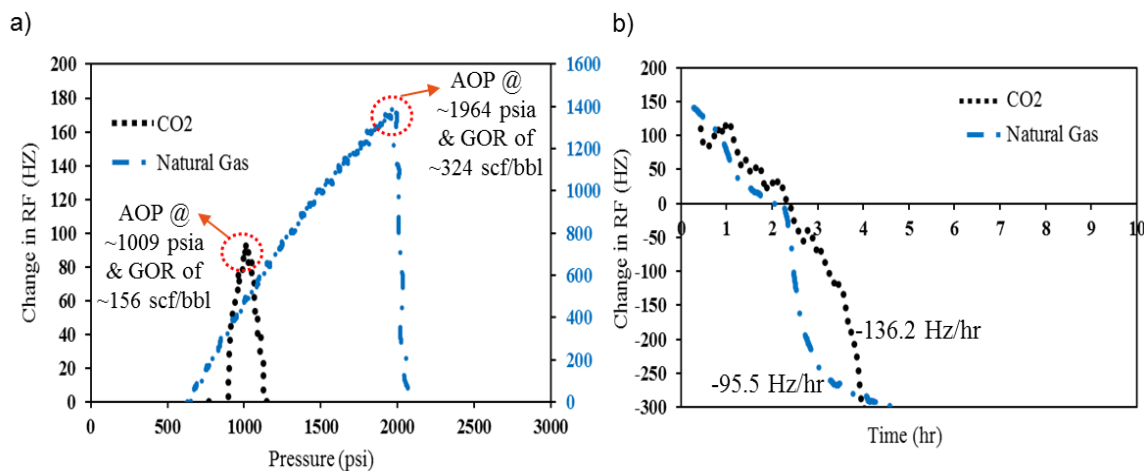 a)
b)
Change in RF (HZ)
200
180
160
140
120
100
80
60
40
20
0
1600
1400
1200
1000
800
600
400
200
0
0 500 1000 1500 2000 2500 3000
Pressure (psi)
CO2
Natural Gas
AOP @
~1009 psia
& GOR of
~156 scf/bbl
AOP @
~1964 psia
& GOR of
~324 scf/bbl
Change in RF (HZ)
200
150
100
50
0
-50
-100
-150
-200
-250
-300
0 1 2 3 4 5 6 7 8 9 10
Time (hr)
CO2
Natural Gas
-136.2 Hz/hr
-95.5 Hz/hr